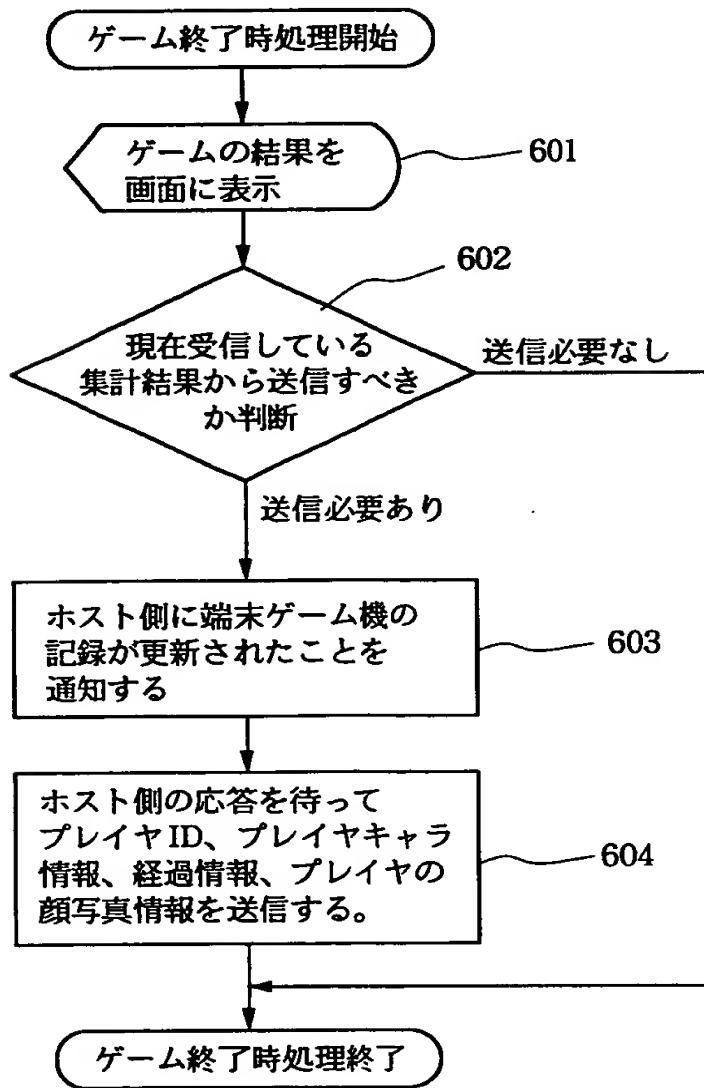 ゲーム終了時処理開始
ゲームの結果を
画面に表示
601
602
現在受信している
集計結果から送信すべき
か判断
送信必要なし
送信必要あり
ホスト側に端末ゲーム機の
記録が更新されたことを
通知する
603
ホスト側の応答を待って
プレイヤID、プレイヤキャラ
情報、経過情報、プレイヤの
顔写真情報を送信する。
604
ゲーム終了時処理終了